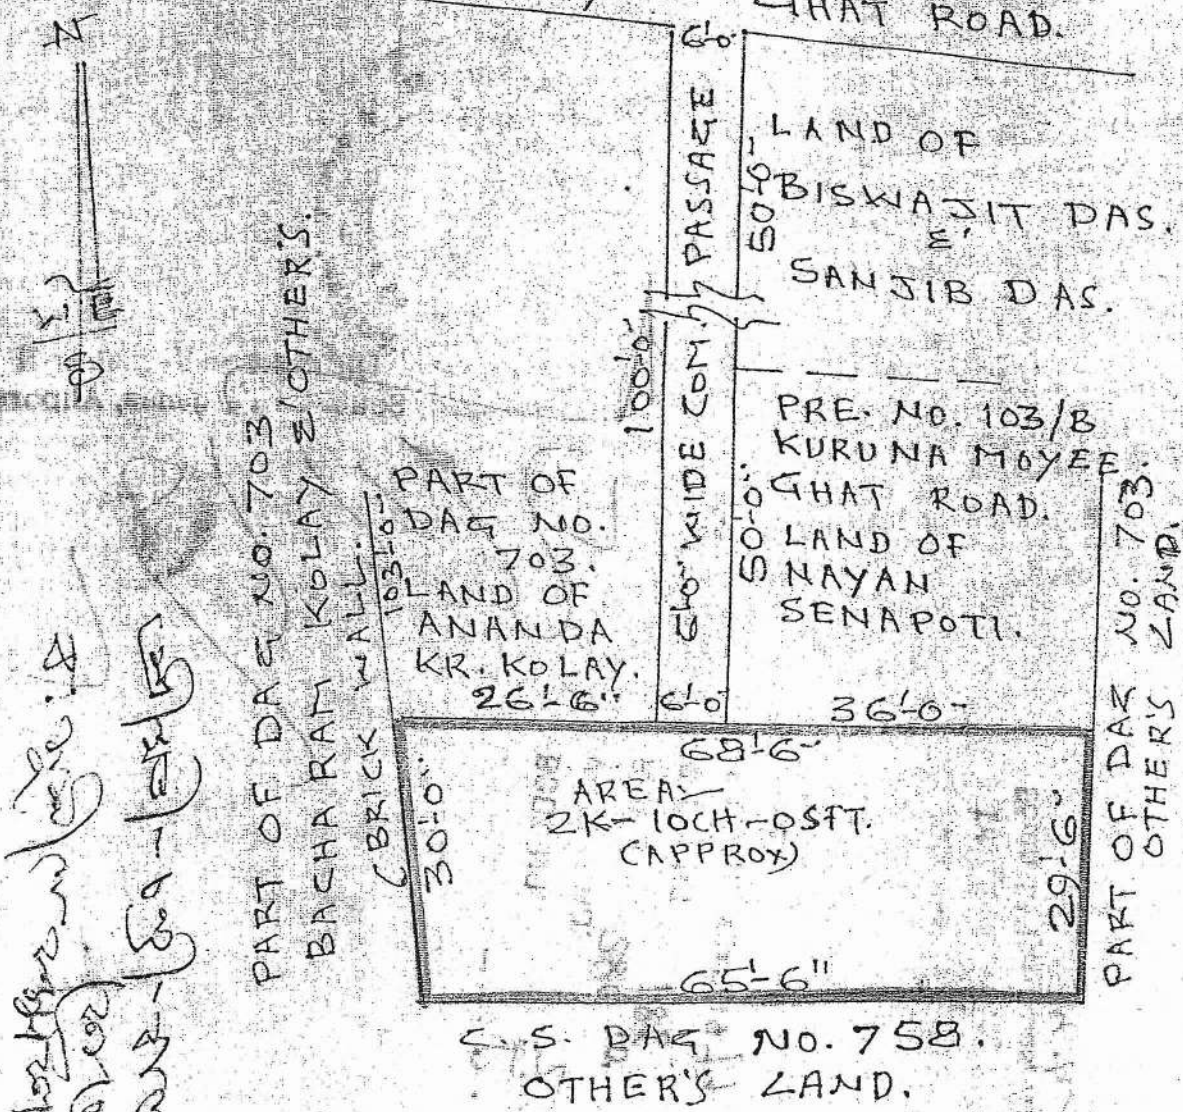 GHAT ROAD.
N
6'-0"
LAND OF
BISWAJIT DAS.
&
SANJIB DAS.
50'-0"
6'-0" WIDE COM. PASSAGE
100'-0"
PRE. NO. 103/B
KURUNA MOYEE
GHAT ROAD.
LAND OF
NAYAN
SENAPOTI.
50'-0"
PART OF
DAG NO.
703.
LAND OF
ANANDA
KR. KOLAY.
103'-0"
PART OF DAG NO. 703
BACHARAM KOLAY &/OTHER'S.
(BRICK WALL.
26'-6"
6'-0"
36'-0"
68'-6"
AREA:-
2K-10CH-0SFT.
(APPROX)
30'-0"
29'-6"
65'-6"
PART OF DAG NO. 703.
OTHER'S LAND.
C.S. DAG NO. 758.
OTHER'S LAND.